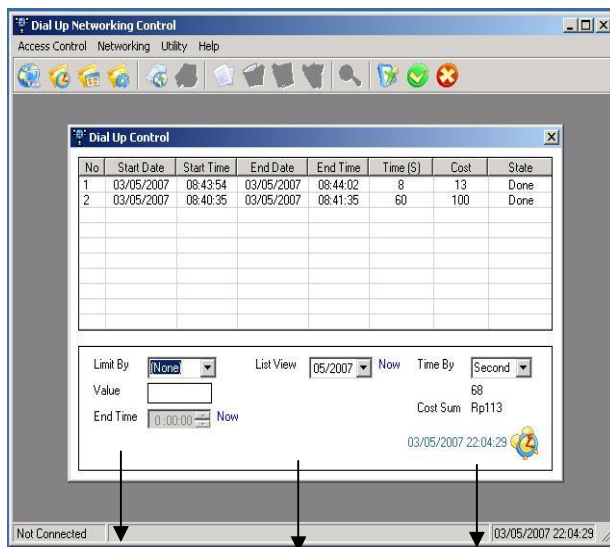 Dial Up Networking Control
Access Control Networking Utility Help
Dial Up Control
No Start Date Start Time End Date End Time Time (S) Cost State
1 03/05/2007 08:43:54 03/05/2007 08:44:02 8 13 Done
2 03/05/2007 08:40:35 03/05/2007 08:41:35 60 100 Done
Limit By (None) List View 05/2007 Now Time By Second
Value 68
Cost Sum Rp113
End Time 0:00:00 Now
03/05/2007 22:04:29
Not Connected 03/05/2007 22:04:29